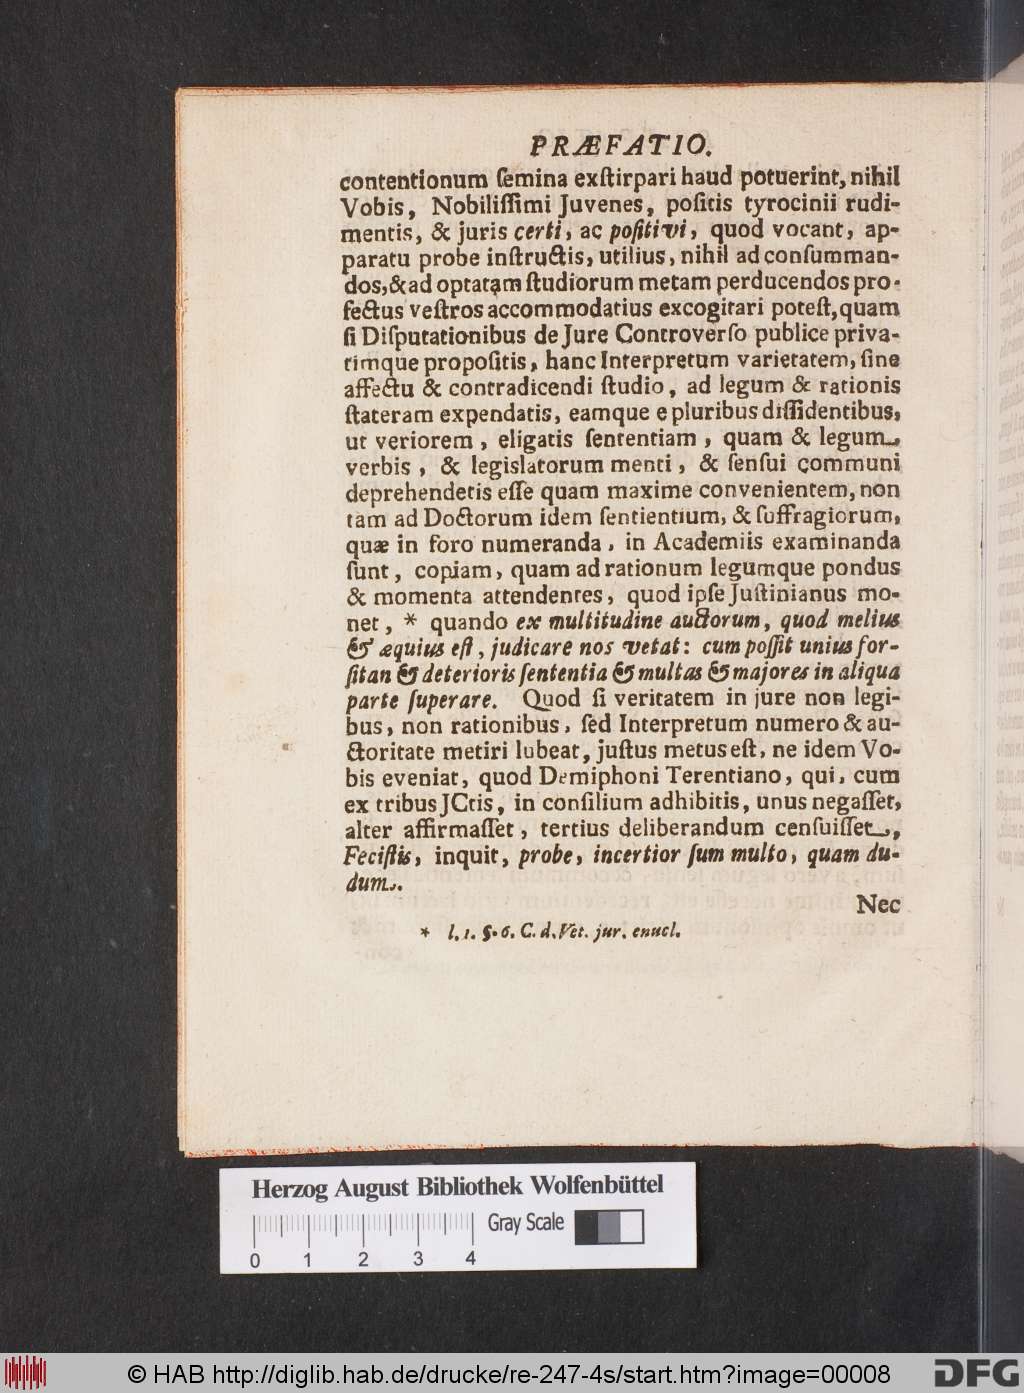 PRÆFATIO.
contentionum ſemina exſtirpari haud potuerint, nihil
Vobis, Nobiliſſimi Juvenes, poſitis tyrocinii rudi-
mentis, & juris certi, ac poſitivi, quod vocant, ap-
paratu probe inſtructis, utilius, nihil ad conſumman-
dos, & ad optatam ſtudiorum metam perducendos pro-
fectus veſtros accommodatius excogitari poteſt, quam
ſi Diſputationibus de Jure Controverſo publice priva-
timque propoſitis, hanc Interpretum varietatem, ſine
affectu & contradicendi ſtudio, ad legum & rationis
ſtateram expendatis, eamque e pluribus diſſidentibus,
ut veriorem, eligatis ſententiam, quam & legum,
verbis, & legislatorum menti, & ſenſui communi
deprehendetis eſſe quam maxime convenientem, non
tam ad Doctorum idem ſentientium, & ſuffragiorum,
quæ in foro numeranda, in Academiis examinanda
ſunt, copiam, quam ad rationum legumque pondus
& momenta attendentes, quod ipſe Juſtinianus mo-
net, * quando ex multitudine auctorum, quod melius
& æquius eſt, judicare nos vetat: cum poſſit unius for-
ſitan & deterioris ſententia & multas & majores in aliqua
parte ſuperare. Quod ſi veritatem in jure non legi-
bus, non rationibus, ſed Interpretum numero & au-
ctoritate metiri lubeat, juſtus metus eſt, ne idem Vo-
bis eveniat, quod Demiphoni Terentiano, qui, cum
ex tribus JCtis, in conſilium adhibitis, unus negaſſet,
alter affirmaſſet, tertius deliberandum cenſuiſſet,
Feciſtis, inquit, probe, incertior ſum multo, quam du-
dum.
Nec
* l. 1. §. 6. C. d. Vet. jur. enucl.
Herzog August Bibliothek Wolfenbüttel
Gray Scale
0 1 2 3 4
© HAB http://diglib.hab.de/drucke/re-247-4s/start.htm?image=00008
DFG